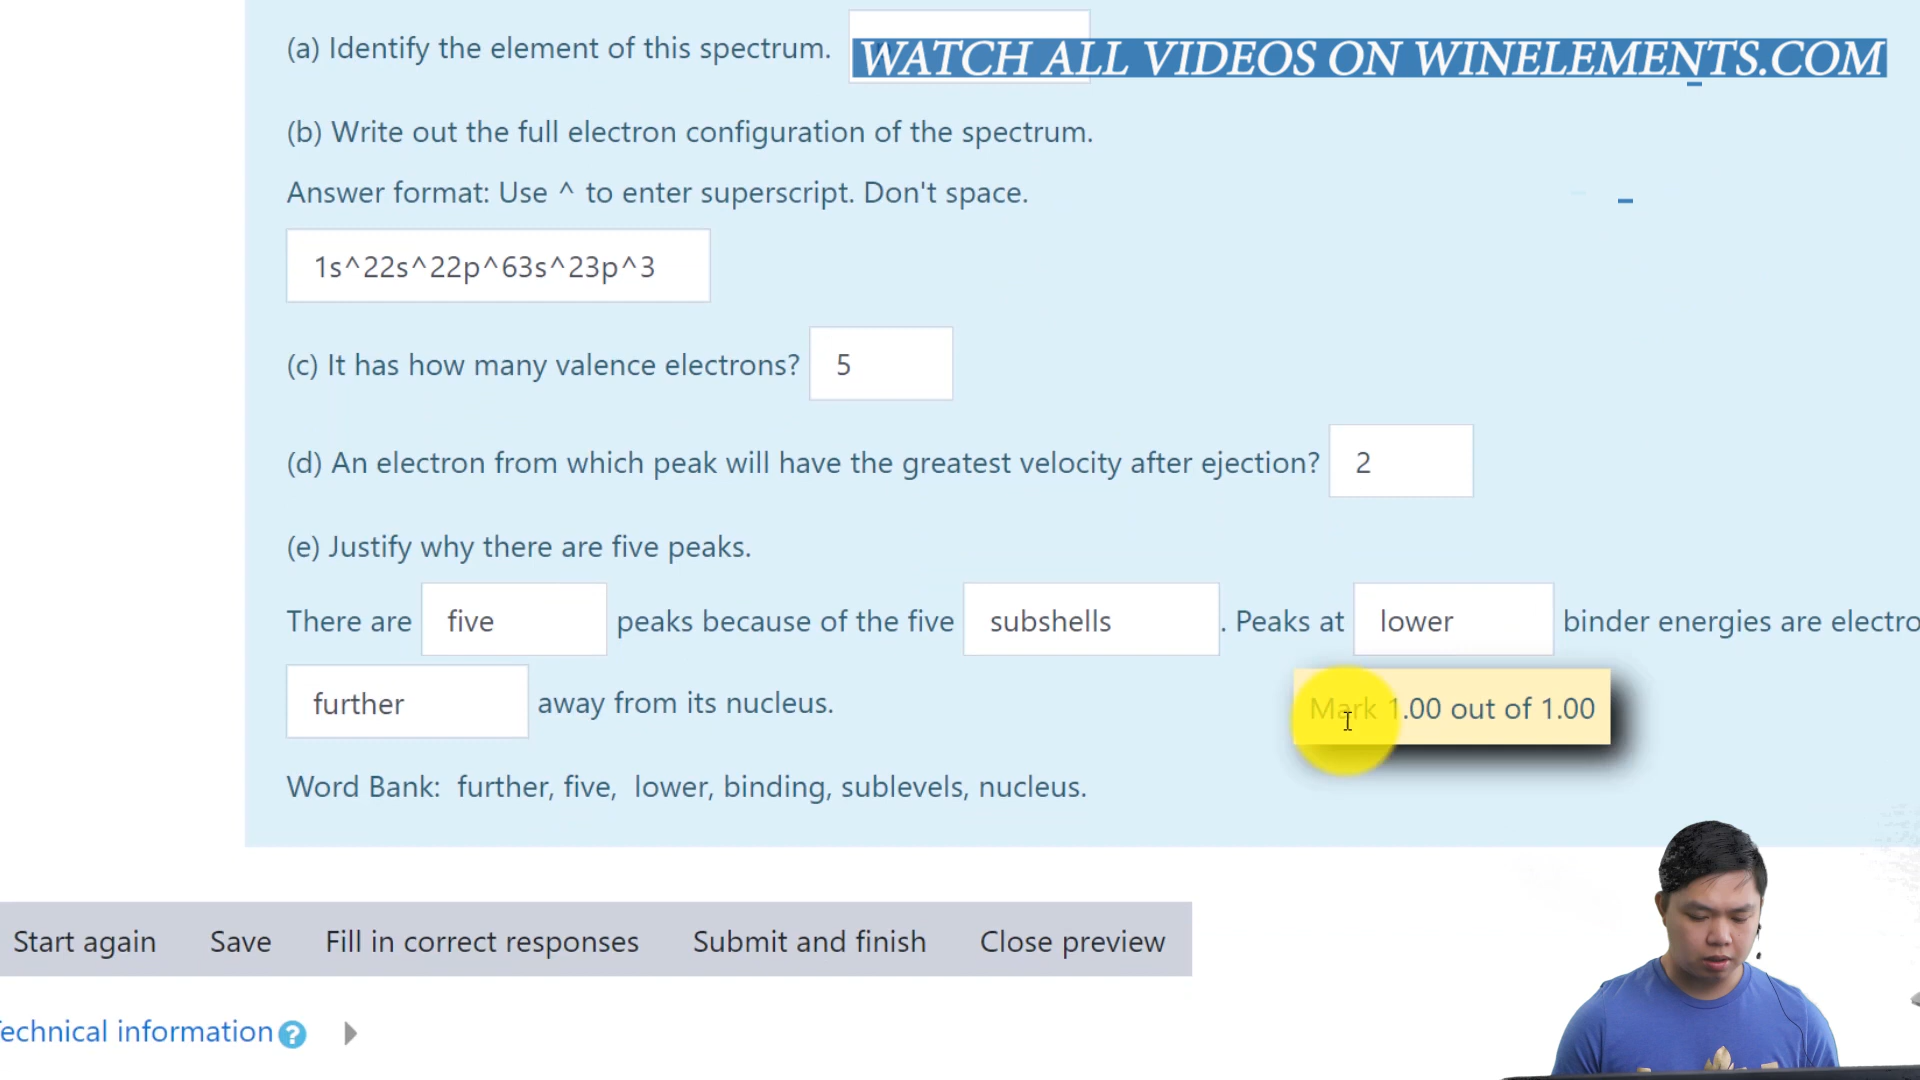 (a) Identify the element of this spectrum.
WATCH ALL VIDEOS ON WINELEMENTS.COM
(b) Write out the full electron configuration of the spectrum.
Answer format: Use ^ to enter superscript. Don't space.
1s^22s^22p^63s^23p^3
(c) It has how many valence electrons? 5
(d) An electron from which peak will have the greatest velocity after ejection? 2
(e) Justify why there are five peaks.
There are five peaks because of the five subshells . Peaks at lower binder energies are electro
further away from its nucleus.
Mark 1.00 out of 1.00
Word Bank: further, five, lower, binding, sublevels, nucleus.
Start again Save Fill in correct responses Submit and finish Close preview
echnical information ?